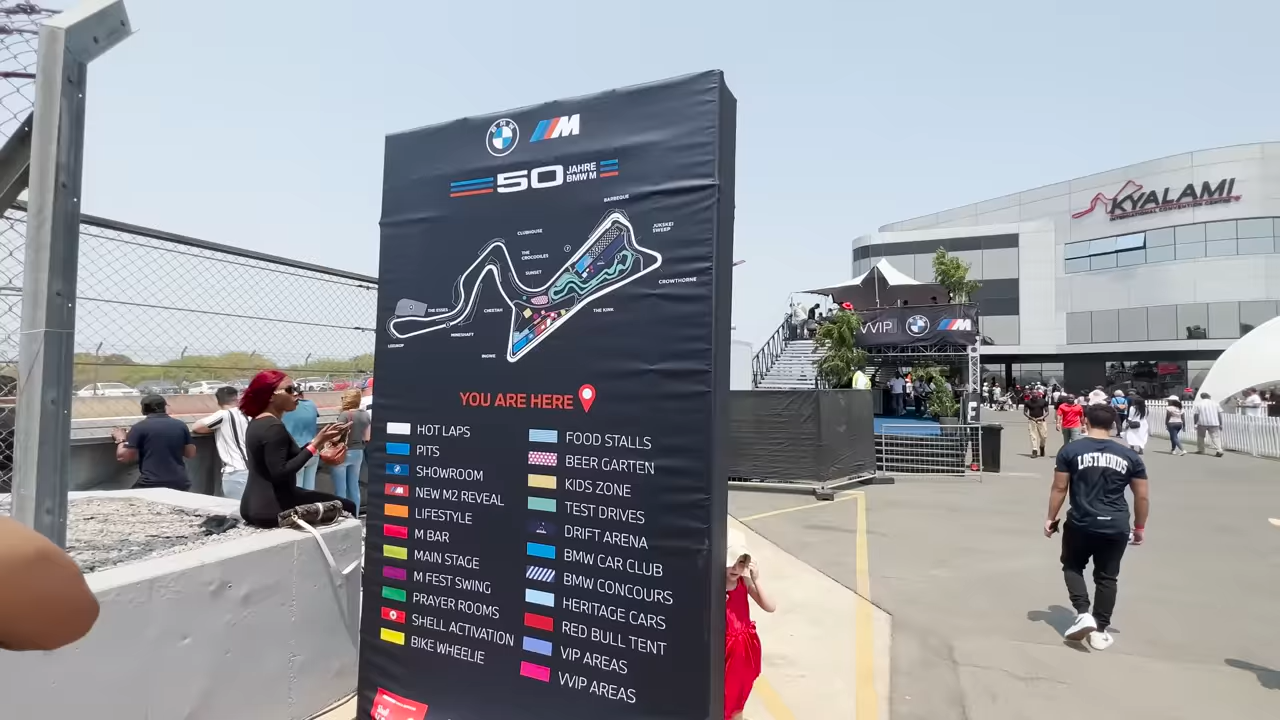 BMW
M
50 JAHRE
BMW M
BARBEQUE
JUKSKEI
SWEEP
CLUBHOUSE
THE
CROCODILES
SUNSET
CROWTHORNE
THE ESSES
CHEETAH
THE KINK
MINESHAFT
LEEUKOP
INGWE
YOU ARE HERE
HOT LAPS
PITS
SHOWROOM
NEW M2 REVEAL
LIFESTYLE
M BAR
MAIN STAGE
M FEST SWING
PRAYER ROOMS
SHELL ACTIVATION
BIKE WHEELIE
FOOD STALLS
BEER GARTEN
KIDS ZONE
TEST DRIVES
DRIFT ARENA
BMW CAR CLUB
BMW CONCOURS
HERITAGE CARS
RED BULL TENT
VIP AREAS
VVIP AREAS
KYALAMI
INTERNATIONAL CONVENTION CENTRE
VVIP
M
LOSTMINDS